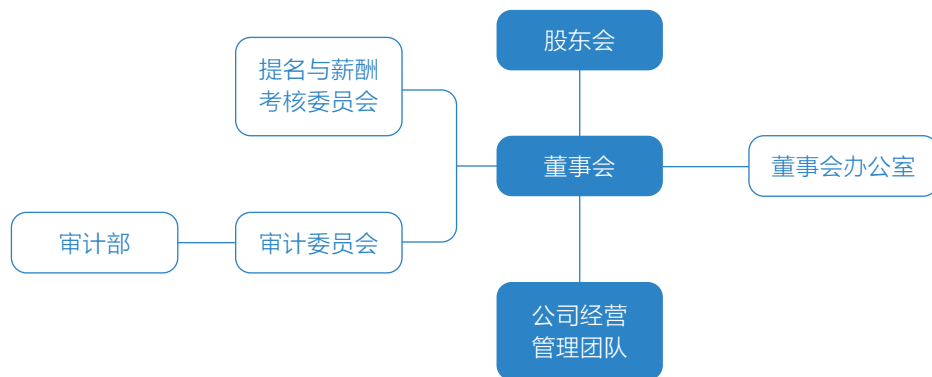 股东会
提名与薪酬
考核委员会
董事会
董事会办公室
审计部
审计委员会
公司经营
管理团队